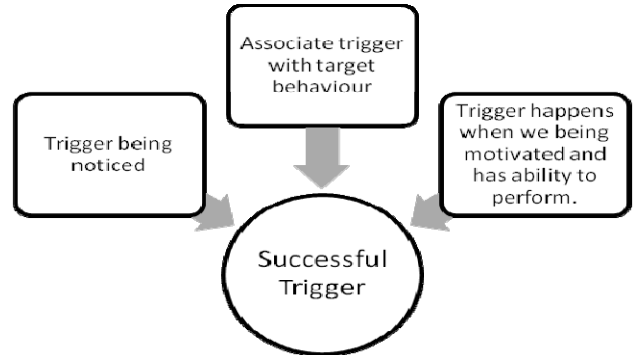 Associate trigger
with target
behaviour
Trigger being
noticed
Trigger happens
when we being
motivated and
has ability to
perform.
Successful
Trigger